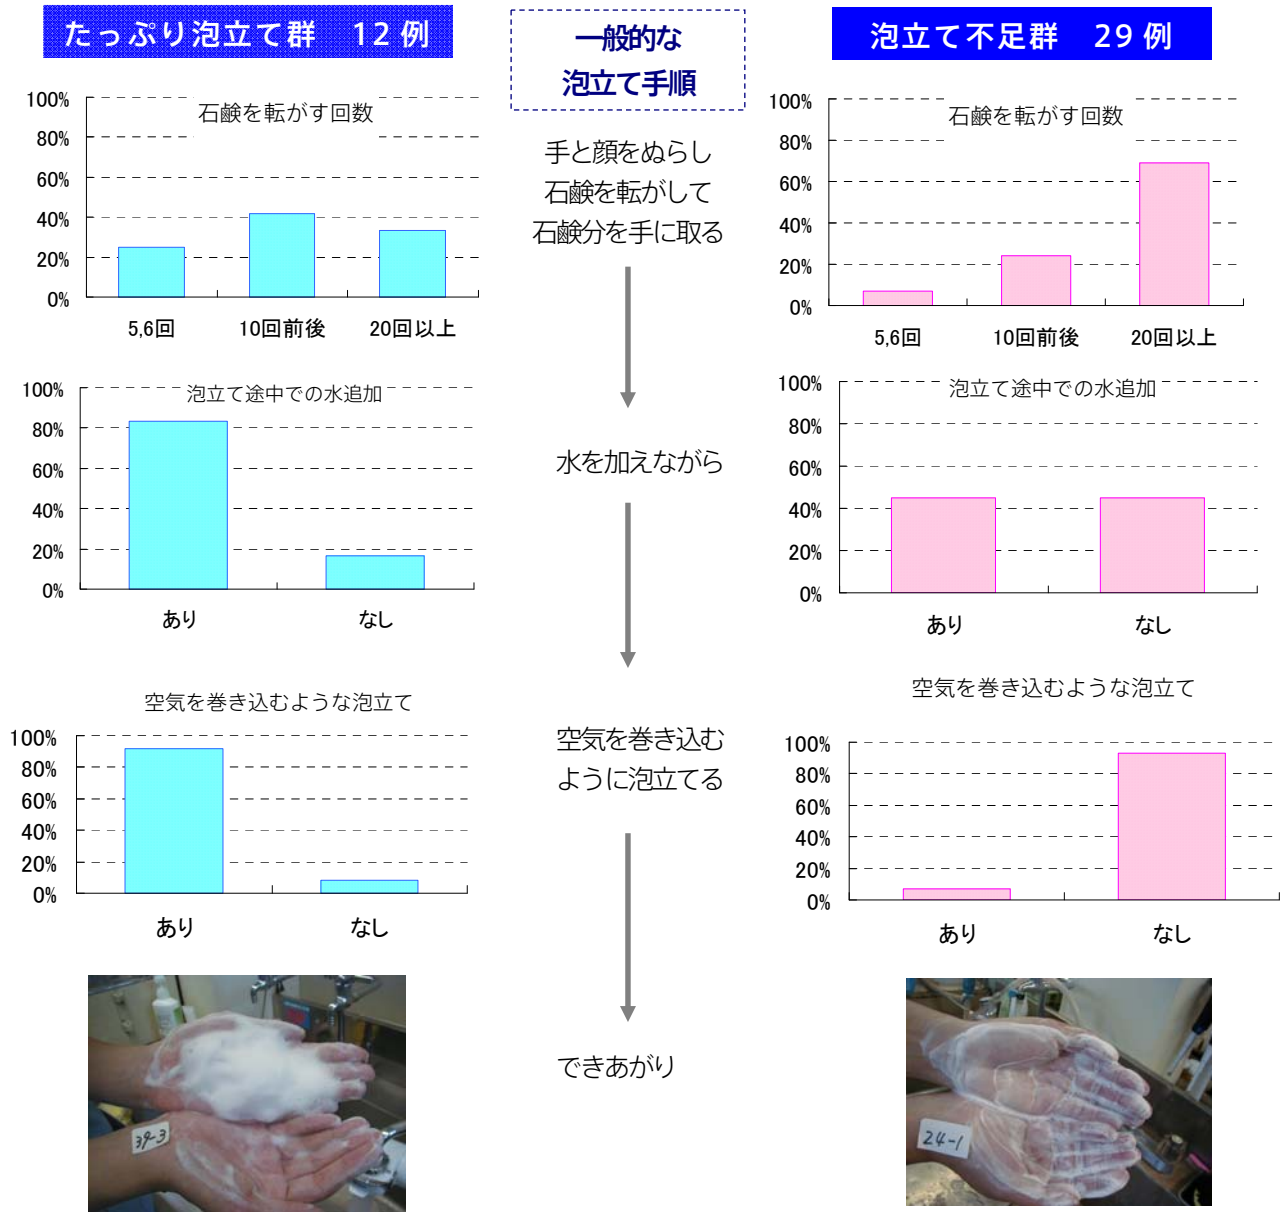 たっぷり泡立て群 12例
一般的な
泡立て手順
泡立て不足群 29例
石鹸を転がす回数
100%
80%
60%
40%
20%
0%
5,6回 10回前後 20回以上
手と顔をぬらし
石鹸を転がして
石鹸分を手に取る
石鹸を転がす回数
100%
80%
60%
40%
20%
0%
5,6回 10回前後 20回以上
泡立て途中での水追加
100%
80%
60%
40%
20%
0%
あり なし
水を加えながら
泡立て途中での水追加
100%
80%
60%
40%
20%
0%
あり なし
空気を巻き込むような泡立て
100%
80%
60%
40%
20%
0%
あり なし
空気を巻き込む
ように泡立てる
空気を巻き込むような泡立て
100%
80%
60%
40%
20%
0%
あり なし
39-3
できあがり
24-1